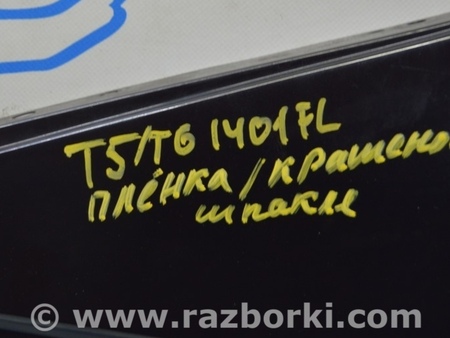 T5/T6 1401FL
плёнка/крашено
шпакле
© www.razborki.com